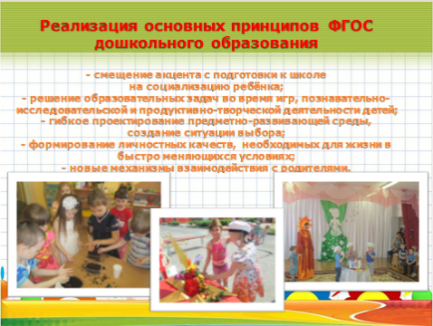 Реализация основных принципов ФГОС
дошкольного образования
- смещение акцента с подготовки к школе
на социализацию ребёнка;
- решение образовательных задач во время игр, познавательно-
исследовательской и продуктивно-творческой деятельности детей;
- гибкое проектирование предметно-развивающей среды,
создание ситуации выбора;
- формирование личностных качеств, необходимых для жизни в
быстро меняющихся условиях;
- новые механизмы взаимодействия с родителями.